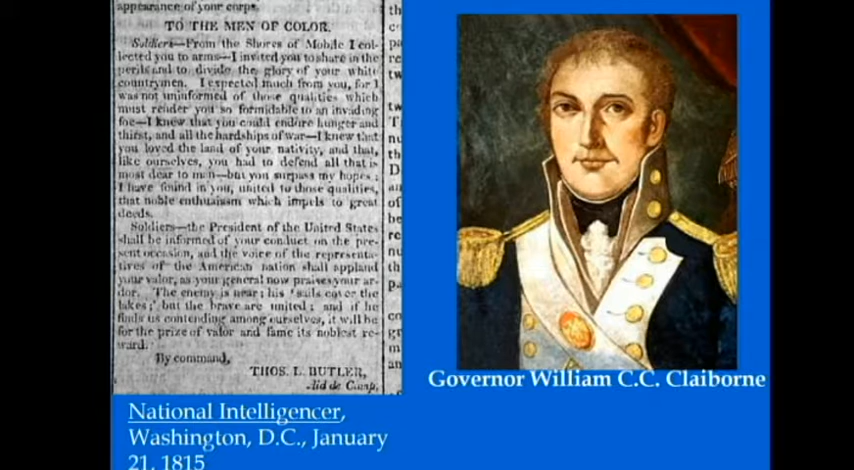 appearance of your corps.
TO THE MEN OF COLOR.
Soldiers—From the Shores of Mobile I col-
lected you to arms—I invited you to share in the
perils and to divide the glory of your white
countrymen. I expected much from you, for I
was not uninformed of those qualities which
must render you so formidable to an invading
foe—I knew that you could endure hunger and
thirst, and all the hardships of war—I knew that
you loved the land of your nativity, and that,
like ourselves, you had to defend all that is
most dear to man—but you surpass my hopes;
I have found in you, united to those qualities,
that noble enthusiasm which impels to great
deeds.
Soldiers—the President of the United States
shall be informed of your conduct on the pre-
sent occasion, and the voice of the representa-
tives of the American nation shall applaud
your valor, as your general now praises your ar-
dor. The enemy is near; his 'sails cover the
lakes;' but the brave are united; and if he
finds us contending among ourselves, it will be
for the prize of valor and fame its noblest re-
ward.
By command,
THOS. L. BUTLER,
Aid de Camp.
National Intelligencer,
Washington, D.C., January
21, 1815
Governor William C.C. Claiborne